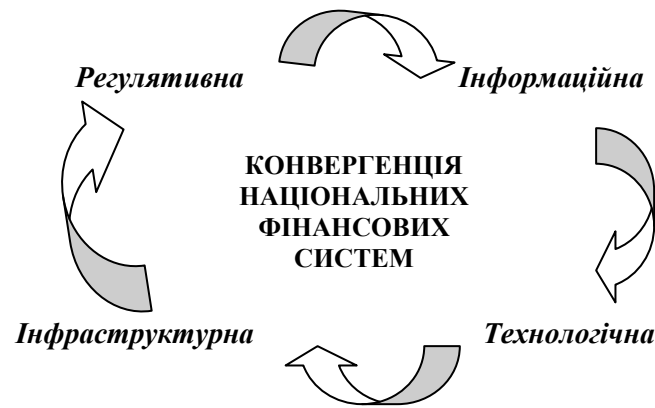 Регулятивна
Інформаційна
КОНВЕРГЕНЦІЯ
НАЦІОНАЛЬНИХ
ФІНАНСОВИХ
СИСТЕМ
Інфраструктурна
Технологічна